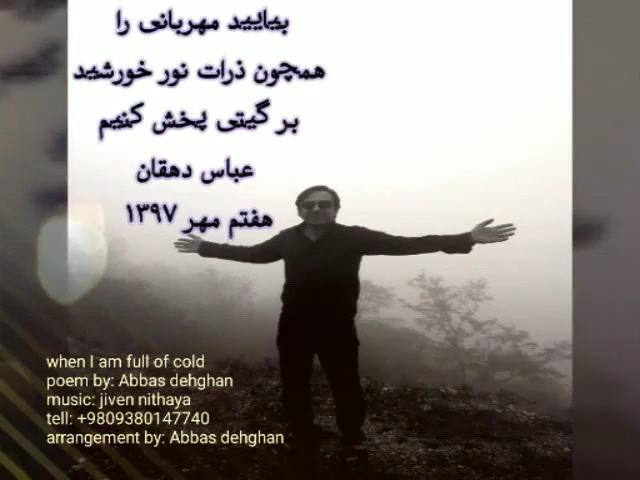 بیایید مهربانی را
همچون ذرات نور خورشید
بر گیتی پخش کنیم
عباس دهقان
هفتم مهر ۱۳۹۷
when I am full of cold
poem by: Abbas dehghan
music: jiven nithaya
tell: +9809380147740
arrangement by: Abbas dehghan